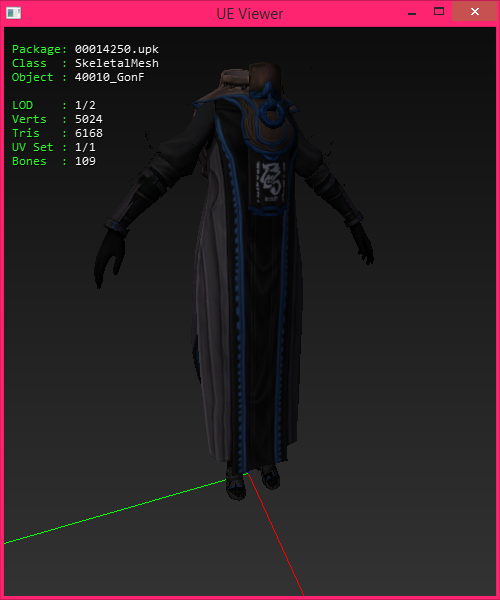 UE Viewer
Package: 00014250.upk
Class : SkeletalMesh
Object : 40010_GonF
LOD : 1/2
Verts : 5024
Tris : 6168
UV Set : 1/1
Bones : 109